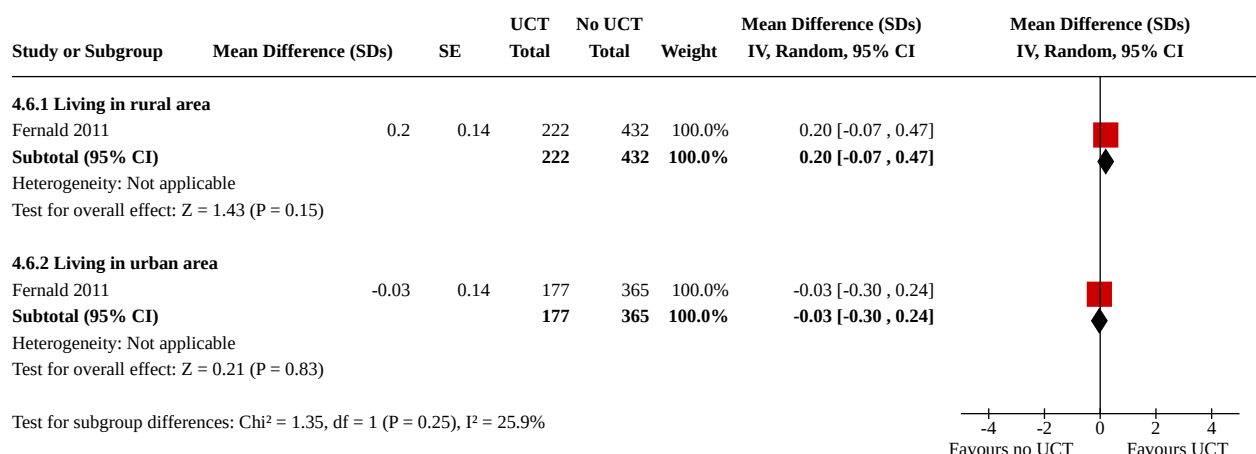 UCT No UCT Mean Difference (SDs) Mean Difference (SDs)
Study or Subgroup Mean Difference (SDs) SE Total Total Weight IV, Random, 95% CI IV, Random, 95% CI
4.6.1 Living in rural area
Fernald 2011 0.2 0.14 222 432 100.0% 0.20 [-0.07 , 0.47]
Subtotal (95% CI) 222 432 100.0% 0.20 [-0.07 , 0.47]
Heterogeneity: Not applicable
Test for overall effect: Z = 1.43 (P = 0.15)
4.6.2 Living in urban area
Fernald 2011 -0.03 0.14 177 365 100.0% -0.03 [-0.30 , 0.24]
Subtotal (95% CI) 177 365 100.0% -0.03 [-0.30 , 0.24]
Heterogeneity: Not applicable
Test for overall effect: Z = 0.21 (P = 0.83)
Test for subgroup differences: Chi² = 1.35, df = 1 (P = 0.25), I² = 25.9%
-4 -2 0 2 4
Favours no UCT Favours UCT